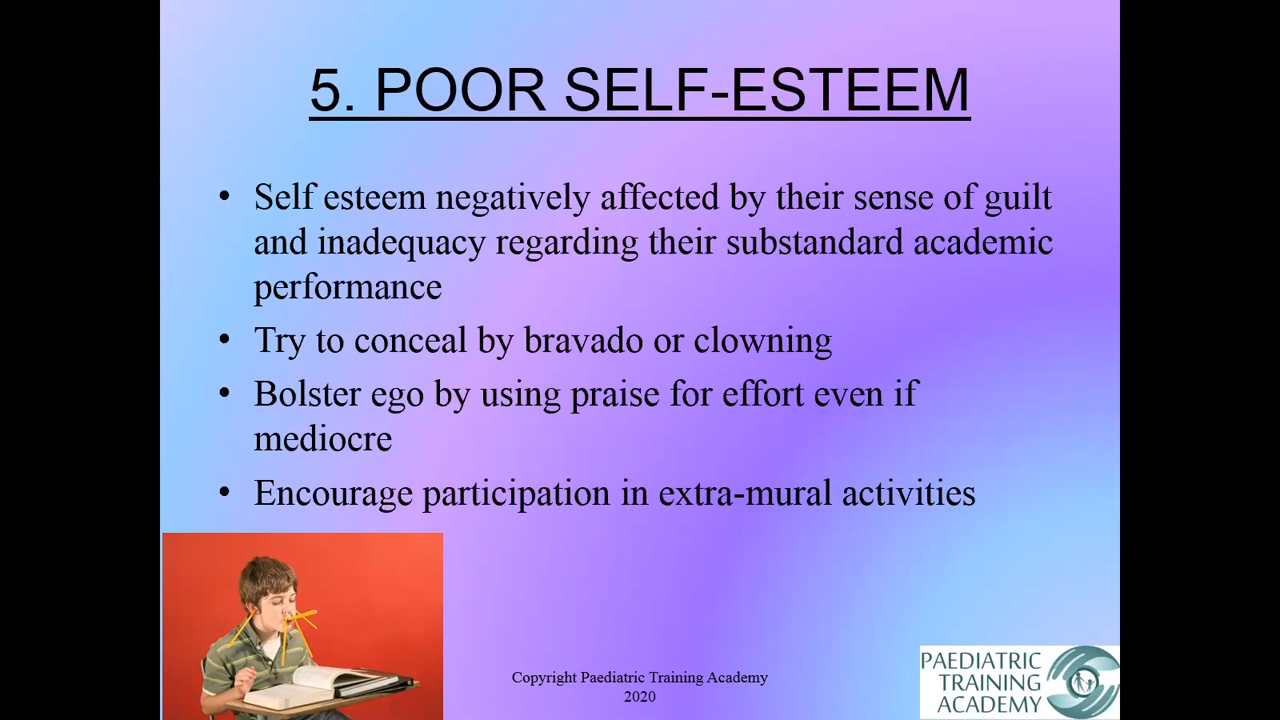 5. POOR SELF-ESTEEM
• Self esteem negatively affected by their sense of guilt
and inadequacy regarding their substandard academic
performance
• Try to conceal by bravado or clowning
• Bolster ego by using praise for effort even if
mediocre
• Encourage participation in extra-mural activities
Copyright Paediatric Training Academy
2020
PAEDIATRIC
TRAINING
ACADEMY